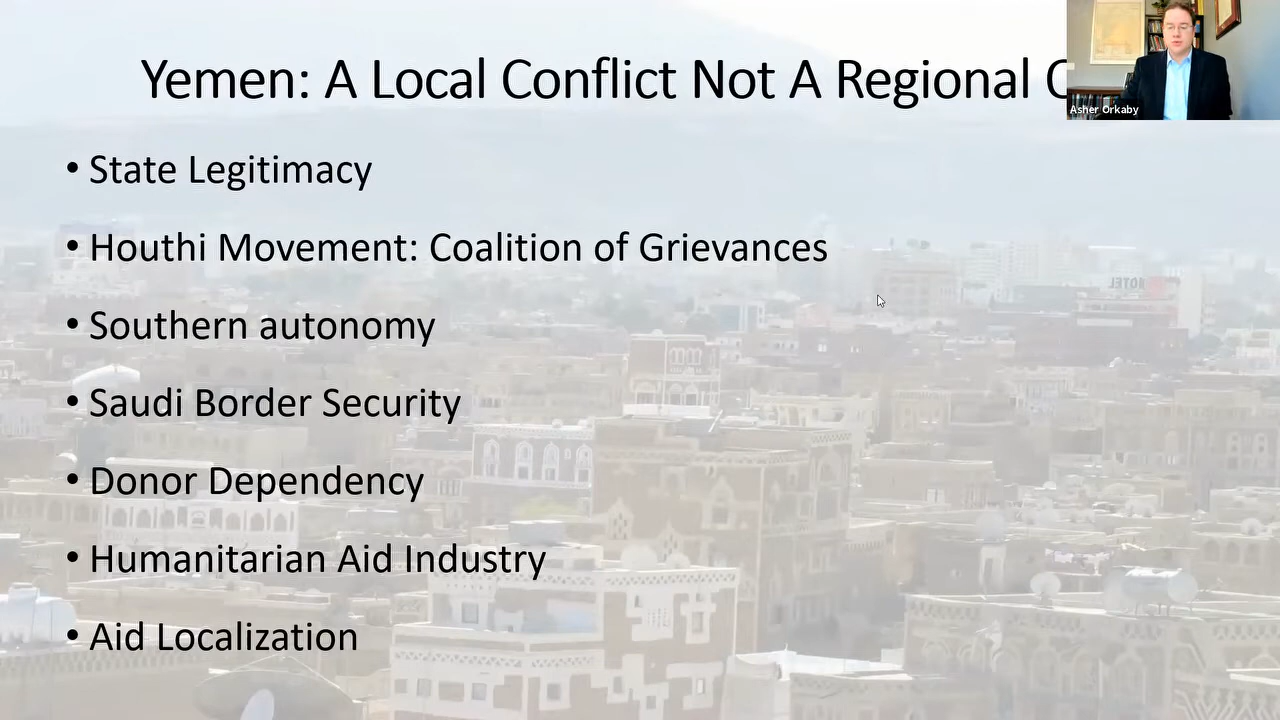 Yemen: A Local Conflict Not A Regional
Asher Orkaby
• State Legitimacy
• Houthi Movement: Coalition of Grievances
• Southern autonomy
• Saudi Border Security
• Donor Dependency
• Humanitarian Aid Industry
• Aid Localization
HOTEL